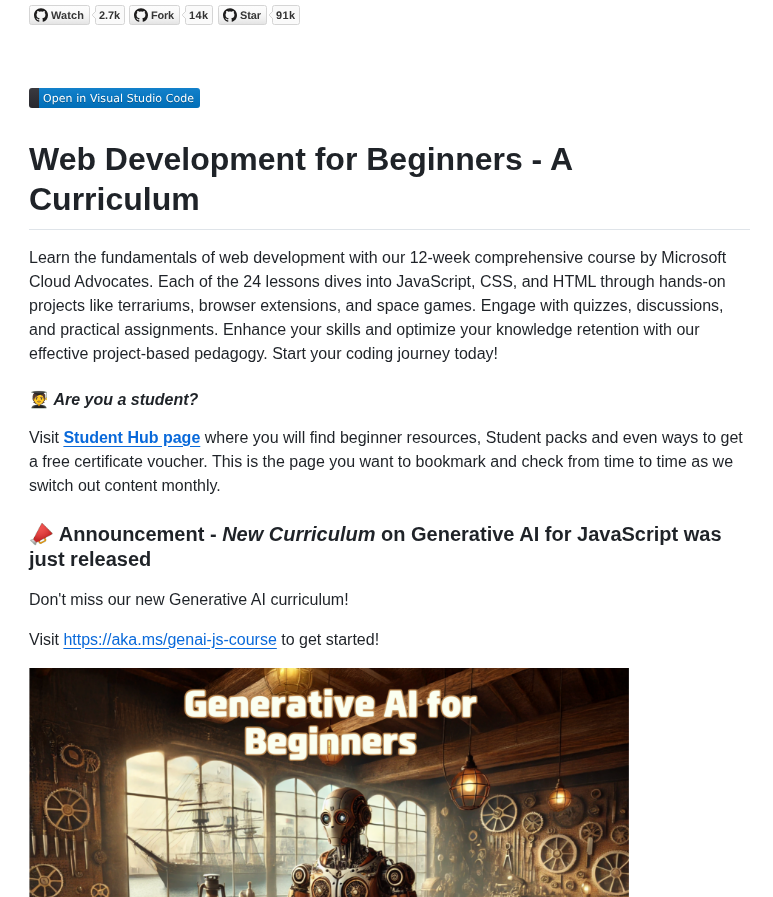 Watch 2.7k Fork 14k Star 91k
Open in Visual Studio Code
Web Development for Beginners - A
Curriculum
Learn the fundamentals of web development with our 12-week comprehensive course by Microsoft
Cloud Advocates. Each of the 24 lessons dives into JavaScript, CSS, and HTML through hands-on
projects like terrariums, browser extensions, and space games. Engage with quizzes, discussions,
and practical assignments. Enhance your skills and optimize your knowledge retention with our
effective project-based pedagogy. Start your coding journey today!
🧑‍🎓 Are you a student?
Visit Student Hub page where you will find beginner resources, Student packs and even ways to get
a free certificate voucher. This is the page you want to bookmark and check from time to time as we
switch out content monthly.
📣 Announcement - New Curriculum on Generative AI for JavaScript was
just released
Don't miss our new Generative AI curriculum!
Visit https://aka.ms/genai-js-course to get started!
Generative AI for
Beginners